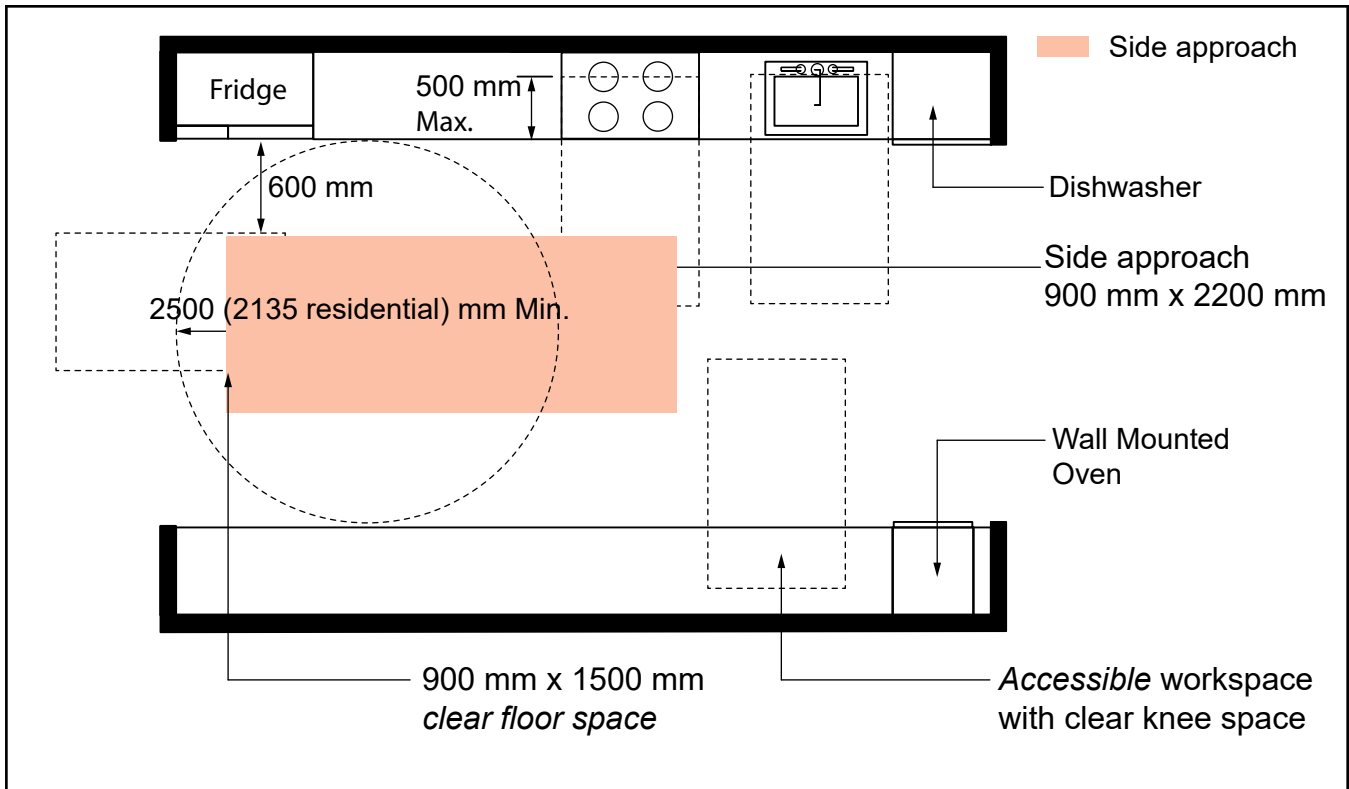 Side approach
Fridge
500 mm
Max.
600 mm
Dishwasher
Side approach
900 mm x 2200 mm
2500 (2135 residential) mm Min.
Wall Mounted
Oven
900 mm x 1500 mm
clear floor space
Accessible workspace
with clear knee space